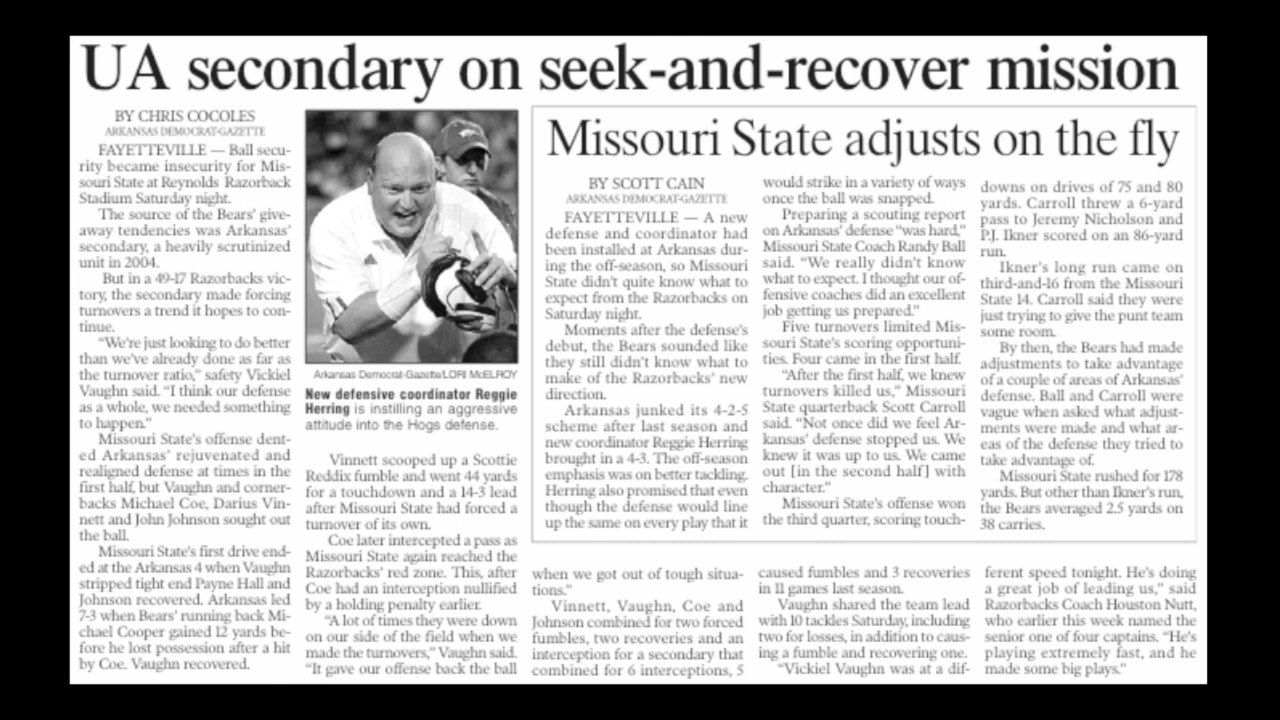 UA secondary on seek-and-recover mission
BY CHRIS COCOLES
ARKANSAS DEMOCRAT-GAZETTE
FAYETTEVILLE — Ball secu-
rity became insecurity for Mis-
souri State at Reynolds Razorback
Stadium Saturday night.
The source of the Bears' give-
away tendencies was Arkansas'
secondary, a heavily scrutinized
unit in 2004.
But in a 49-17 Razorbacks vic-
tory, the secondary made forcing
turnovers a trend it hopes to con-
tinue.
"We're just looking to do better
than we've already done as far as
the turnover ratio," safety Vickiel
Vaughn said. "I think our defense
as a whole, we needed something
to happen."
Missouri State's offense dent-
ed Arkansas' rejuvenated and
realigned defense at times in the
first half, but Vaughn and corner-
backs Michael Coe, Darius Vin-
nett and John Johnson sought out
the ball.
Missouri State's first drive end-
ed at the Arkansas 4 when Vaughn
stripped tight end Payne Hall and
Johnson recovered. Arkansas led
7-3 when Bears' running back Mi-
chael Cooper gained 12 yards be-
fore he lost possession after a hit
by Coe. Vaughn recovered.
Arkansas Democrat-Gazette/LORI McELROY
New defensive coordinator Reggie
Herring is instilling an aggressive
attitude into the Hogs defense.
Vinnett scooped up a Scottie
Reddix fumble and went 44 yards
for a touchdown and a 14-3 lead
after Missouri State had forced a
turnover of its own.
Coe later intercepted a pass as
Missouri State again reached the
Razorbacks' red zone. This, after
Coe had an interception nullified
by a holding penalty earlier.
"A lot of times they were down
on our side of the field when we
made the turnovers," Vaughn said.
"It gave our offense back the ball
when we got out of tough situa-
tions."
Vinnett, Vaughn, Coe and
Johnson combined for two forced
fumbles, two recoveries and an
interception for a secondary that
combined for 6 interceptions, 5
caused fumbles and 3 recoveries
in 11 games last season.
Vaughn shared the team lead
with 10 tackles Saturday, including
two for losses, in addition to caus-
ing a fumble and recovering one.
"Vickiel Vaughn was at a dif-
ferent speed tonight. He's doing
a great job of leading us," said
Razorbacks Coach Houston Nutt,
who earlier this week named the
senior one of four captains. "He's
playing extremely fast, and he
made some big plays."
Missouri State adjusts on the fly
BY SCOTT CAIN
ARKANSAS DEMOCRAT-GAZETTE
FAYETTEVILLE — A new
defense and coordinator had
been installed at Arkansas dur-
ing the off-season, so Missouri
State didn't quite know what to
expect from the Razorbacks on
Saturday night.
Moments after the defense's
debut, the Bears sounded like
they still didn't know what to
make of the Razorbacks' new
direction.
Arkansas junked its 4-2-5
scheme after last season and
new coordinator Reggie Herring
brought in a 4-3. The off-season
emphasis was on better tackling.
Herring also promised that even
though the defense would line
up the same on every play that it
would strike in a variety of ways
once the ball was snapped.
Preparing a scouting report
on Arkansas' defense "was hard,"
Missouri State Coach Randy Ball
said. "We really didn't know
what to expect. I thought our of-
fensive coaches did an excellent
job getting us prepared."
Five turnovers limited Mis-
souri State's scoring opportuni-
ties. Four came in the first half.
"After the first half, we knew
turnovers killed us," Missouri
State quarterback Scott Carroll
said. "Not once did we feel Ar-
kansas' defense stopped us. We
knew it was up to us. We came
out [in the second half] with
character."
Missouri State's offense won
the third quarter, scoring touch-
downs on drives of 75 and 80
yards. Carroll threw a 6-yard
pass to Jeremy Nicholson and
P.J. Ikner scored on an 86-yard
run.
Ikner's long run came on
third-and-16 from the Missouri
State 14. Carroll said they were
just trying to give the punt team
some room.
By then, the Bears had made
adjustments to take advantage
of a couple of areas of Arkansas'
defense. Ball and Carroll were
vague when asked what adjust-
ments were made and what ar-
eas of the defense they tried to
take advantage of.
Missouri State rushed for 178
yards. But other than Ikner's run,
the Bears averaged 2.5 yards on
38 carries.